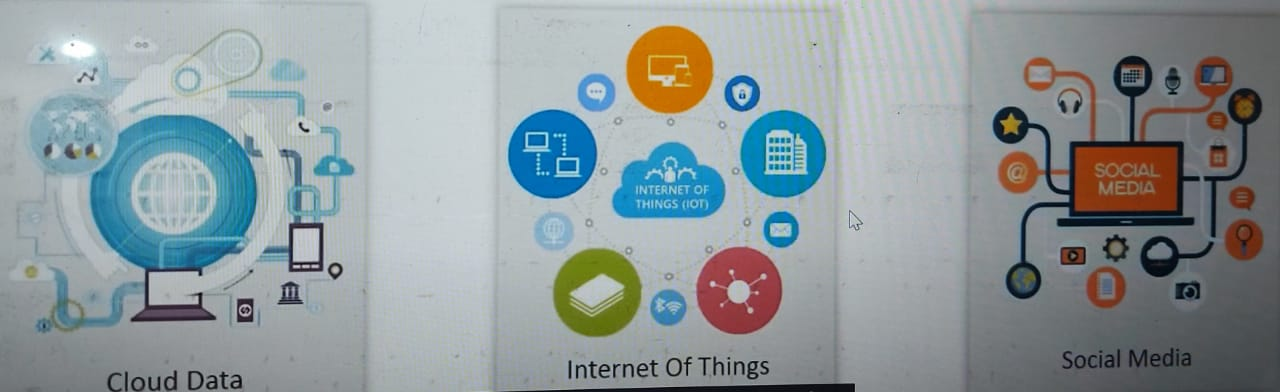 INTERNET OF
THINGS (IOT)
SOCIAL
MEDIA
@
Cloud Data
Internet Of Things
Social Media